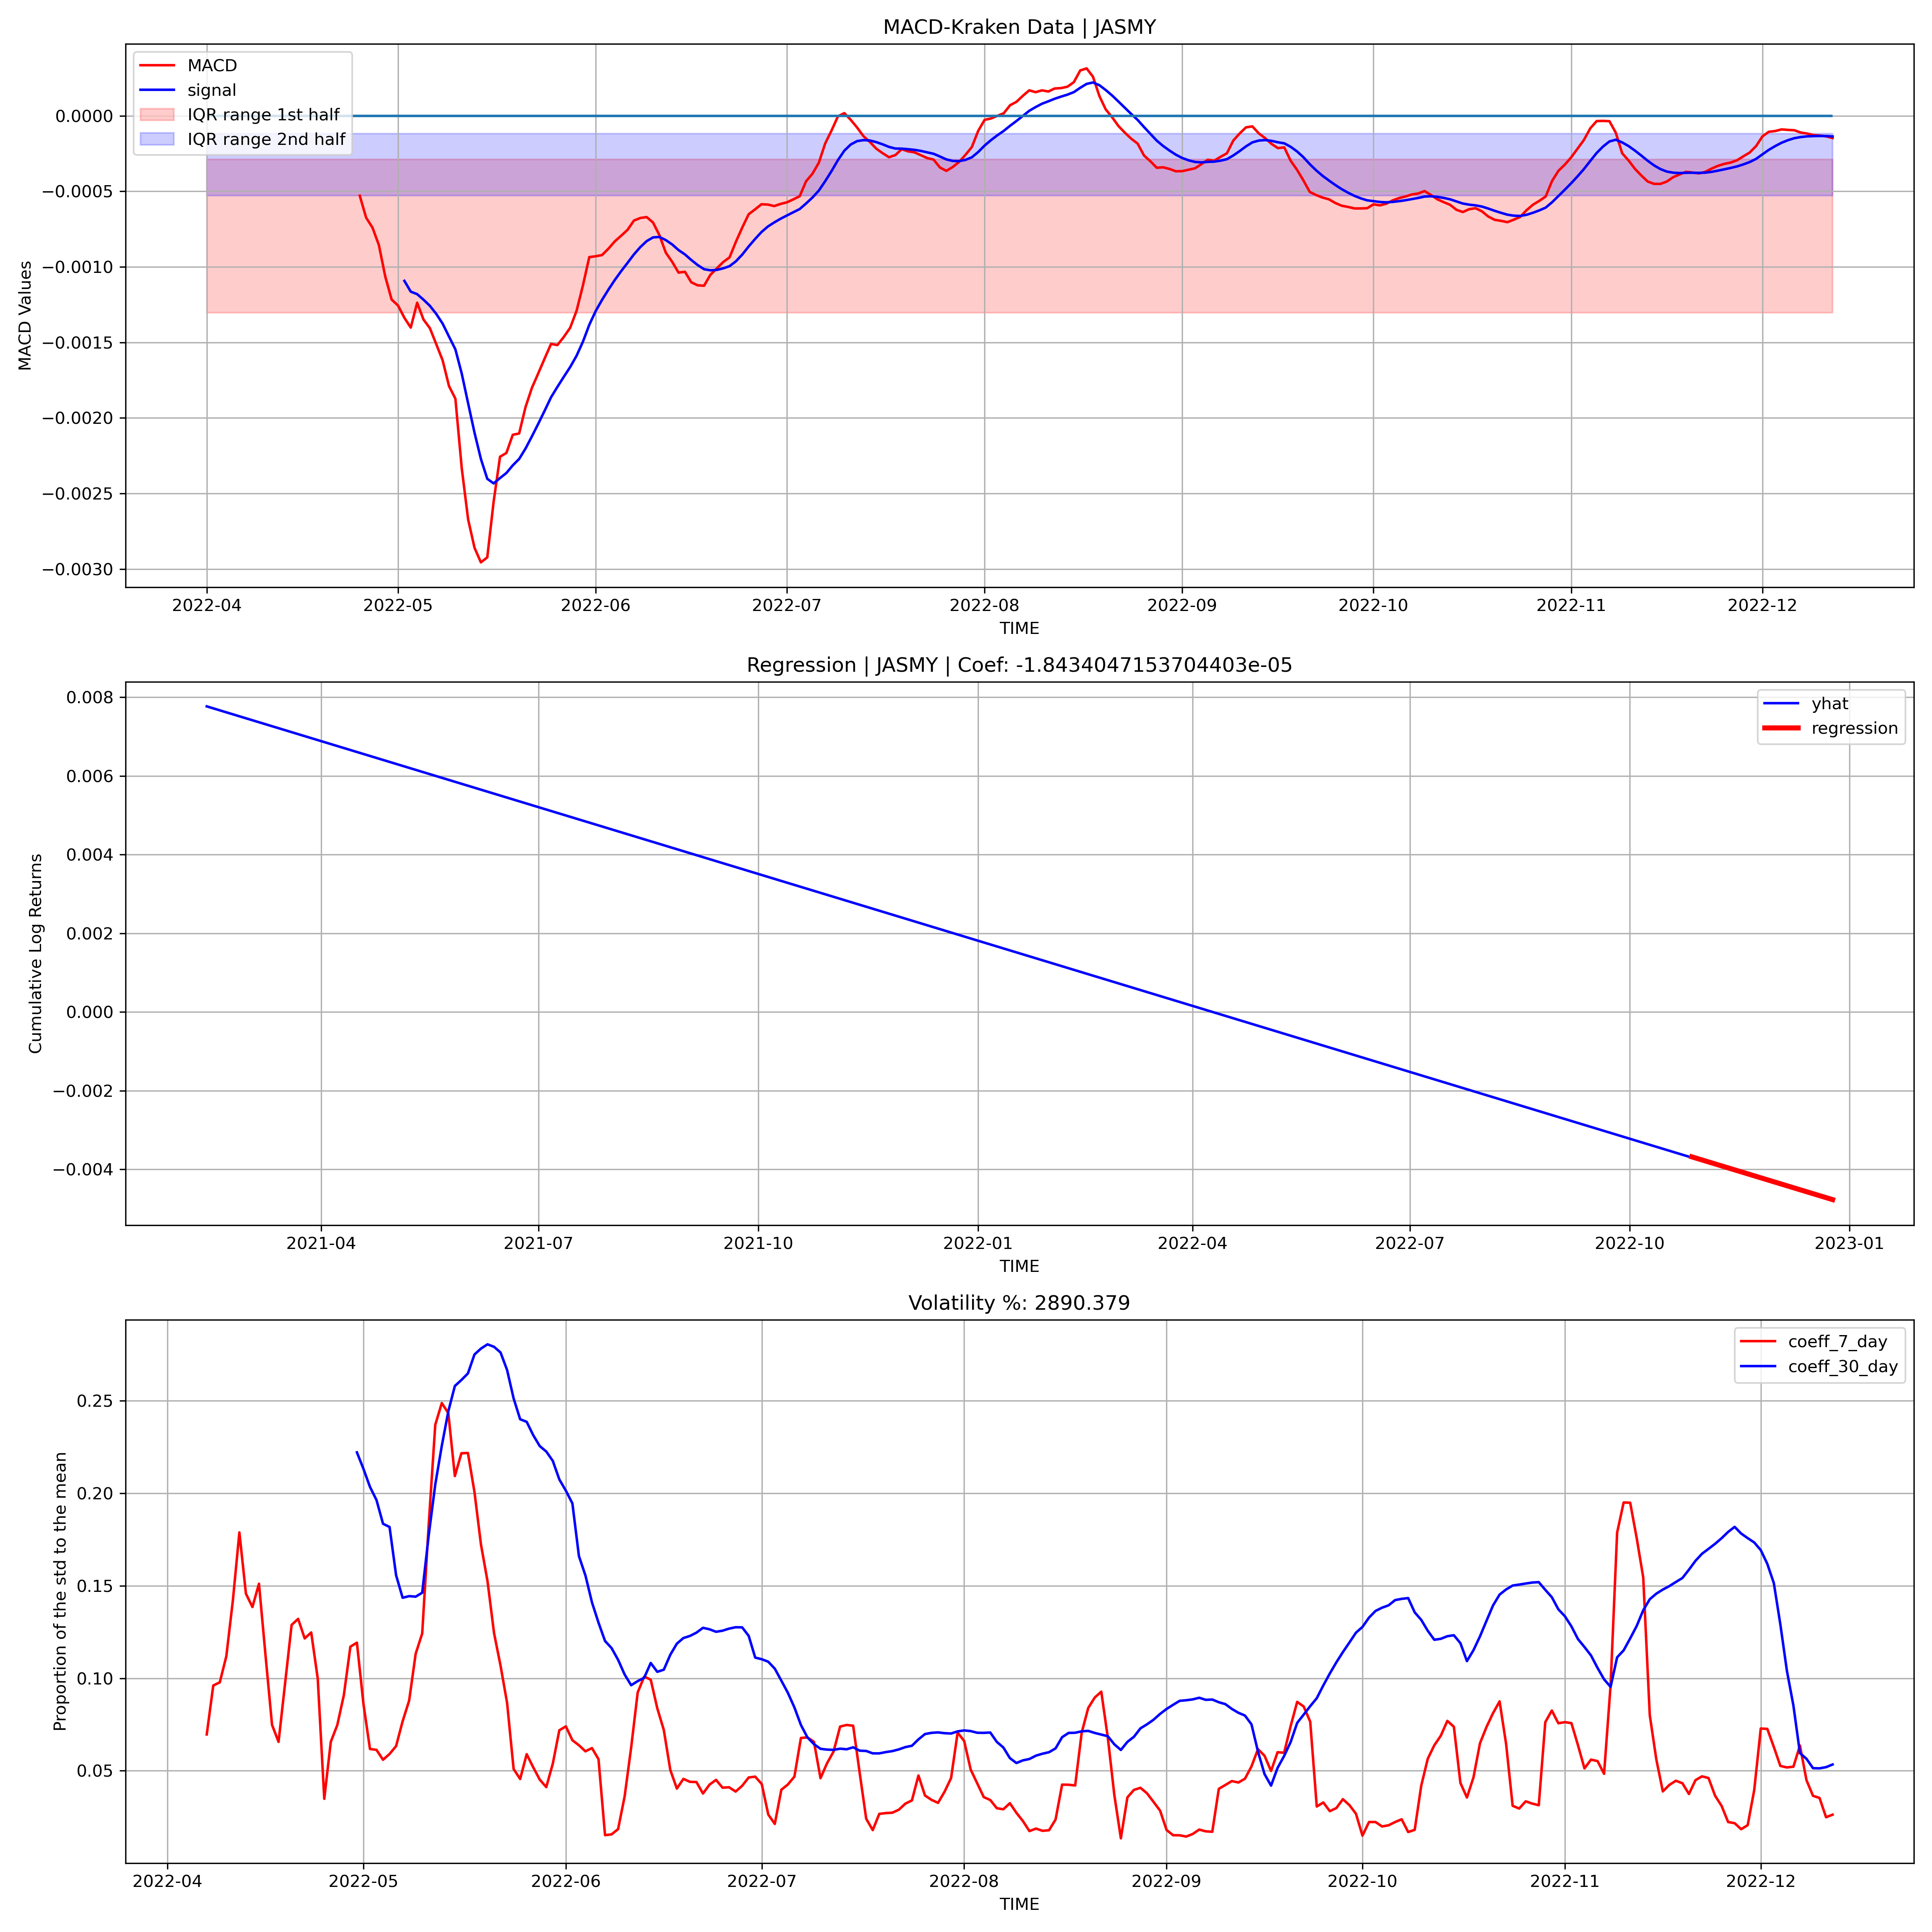 MACD-Kraken Data | JASMY
MACD
signal
IQR range 1st half
IQR range 2nd half
MACD Values
0.0000
−0.0005
−0.0010
−0.0015
−0.0020
−0.0025
−0.0030
2022-04 2022-05 2022-06 2022-07 2022-08 2022-09 2022-10 2022-11 2022-12
TIME
Regression | JASMY | Coef: -1.8434047153704403e-05
yhat
regression
Cumulative Log Returns
0.008
0.006
0.004
0.002
0.000
−0.002
−0.004
2021-04 2021-07 2021-10 2022-01 2022-04 2022-07 2022-10 2023-01
TIME
Volatility %: 2890.379
coeff_7_day
coeff_30_day
Proportion of the std to the mean
0.25
0.20
0.15
0.10
0.05
2022-04 2022-05 2022-06 2022-07 2022-08 2022-09 2022-10 2022-11 2022-12
TIME